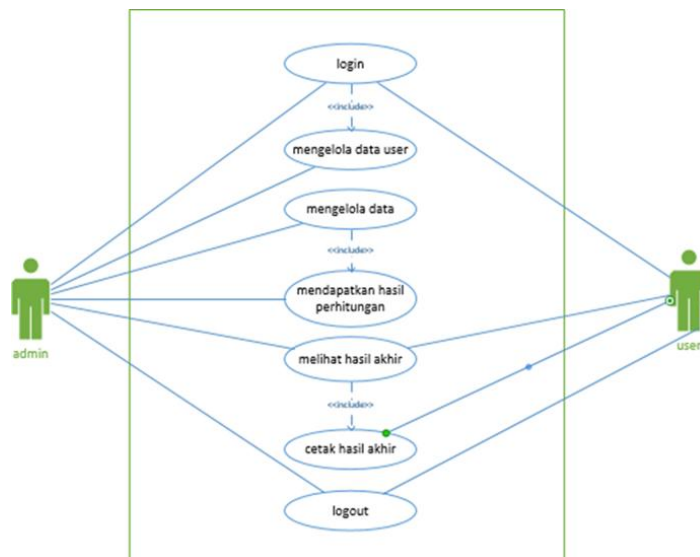 login
<<include>>
mengelola data user
mengelola data
<<include>>
mendapatkan hasil
perhitungan
admin
melihat hasil akhir
user
<<include>>
cetak hasil akhir
logout